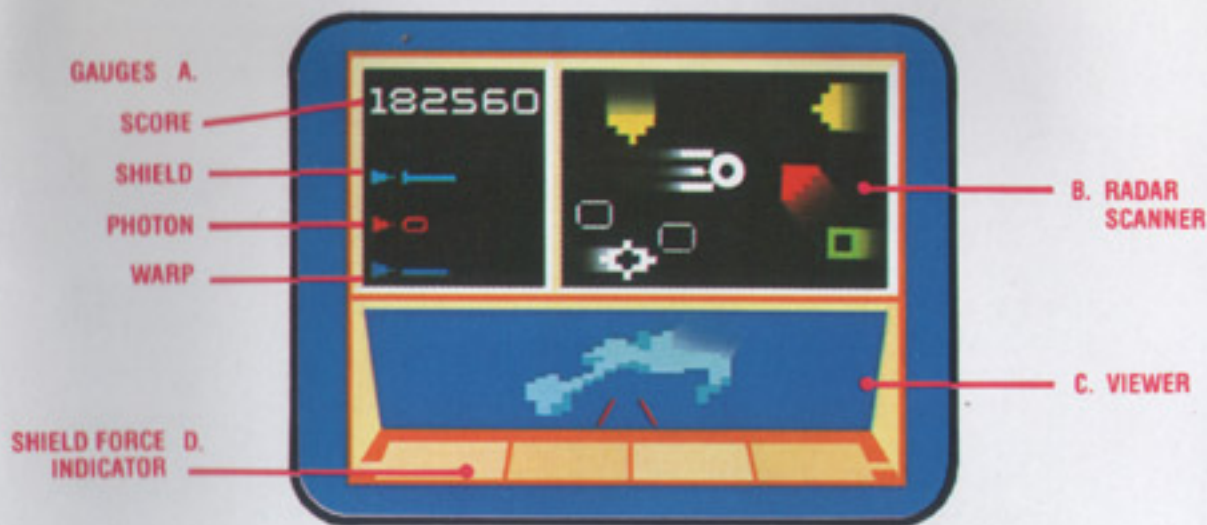 GAUGES A.
SCORE
SHIELD
PHOTON
WARP
182560
B. RADAR
SCANNER
C. VIEWER
SHIELD FORCE D.
INDICATOR